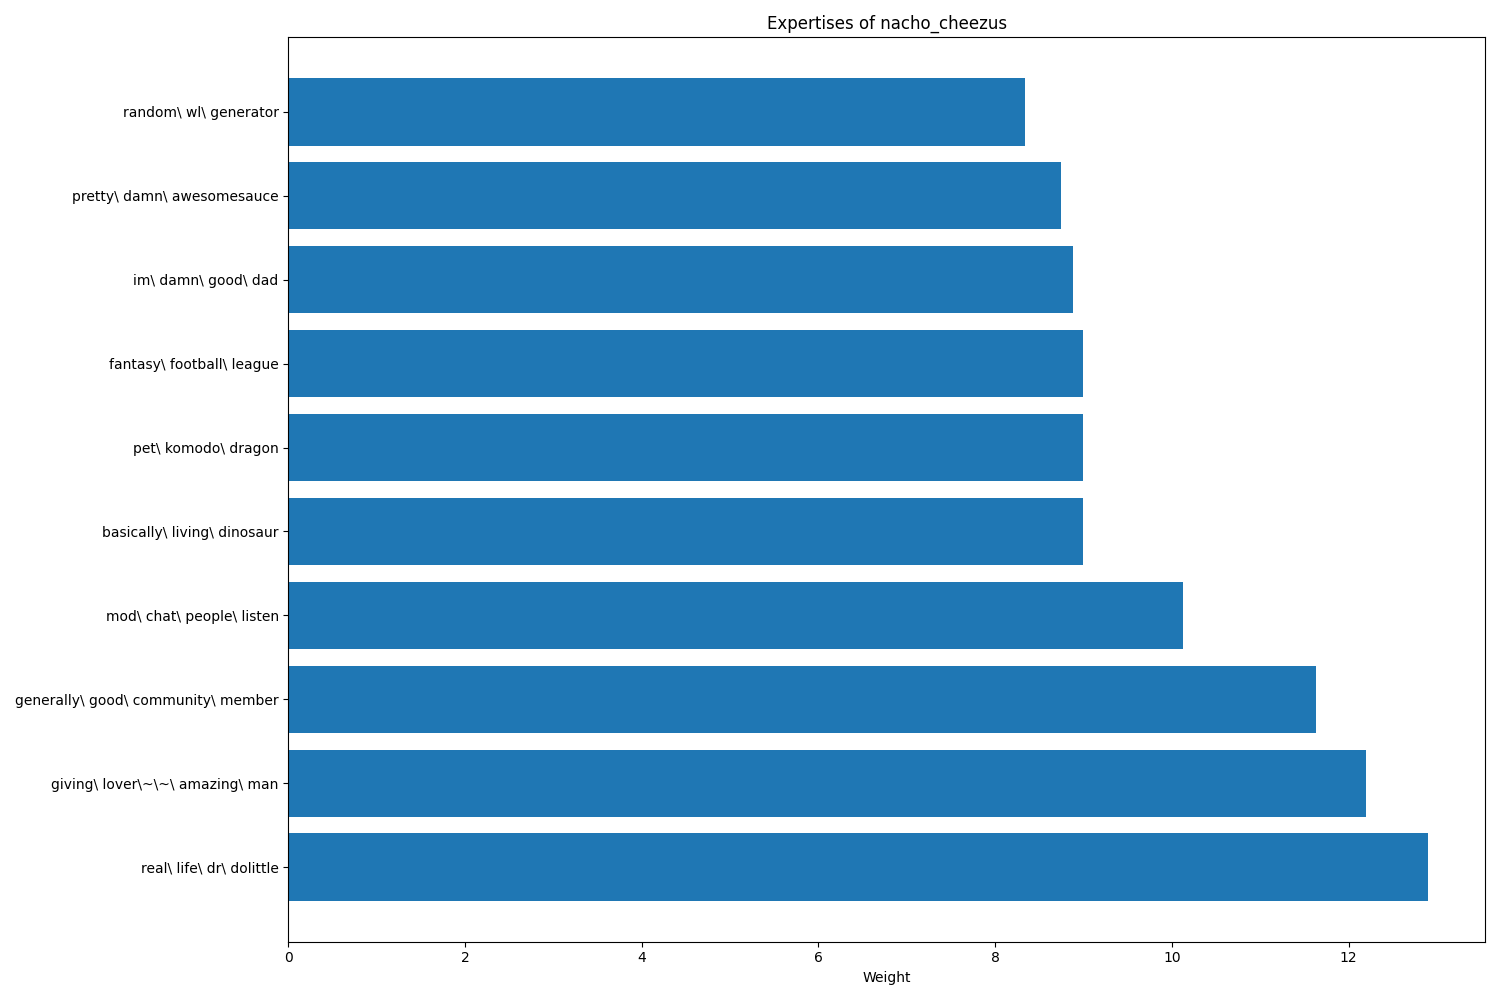 Expertises of nacho_cheezus
random\ wl\ generator
pretty\ damn\ awesomesauce
im\ damn\ good\ dad
fantasy\ football\ league
pet\ komodo\ dragon
basically\ living\ dinosaur
mod\ chat\ people\ listen
generally\ good\ community\ member
giving\ lover\~\~\ amazing\ man
real\ life\ dr\ dolittle
0 2 4 6 8 10 12
Weight